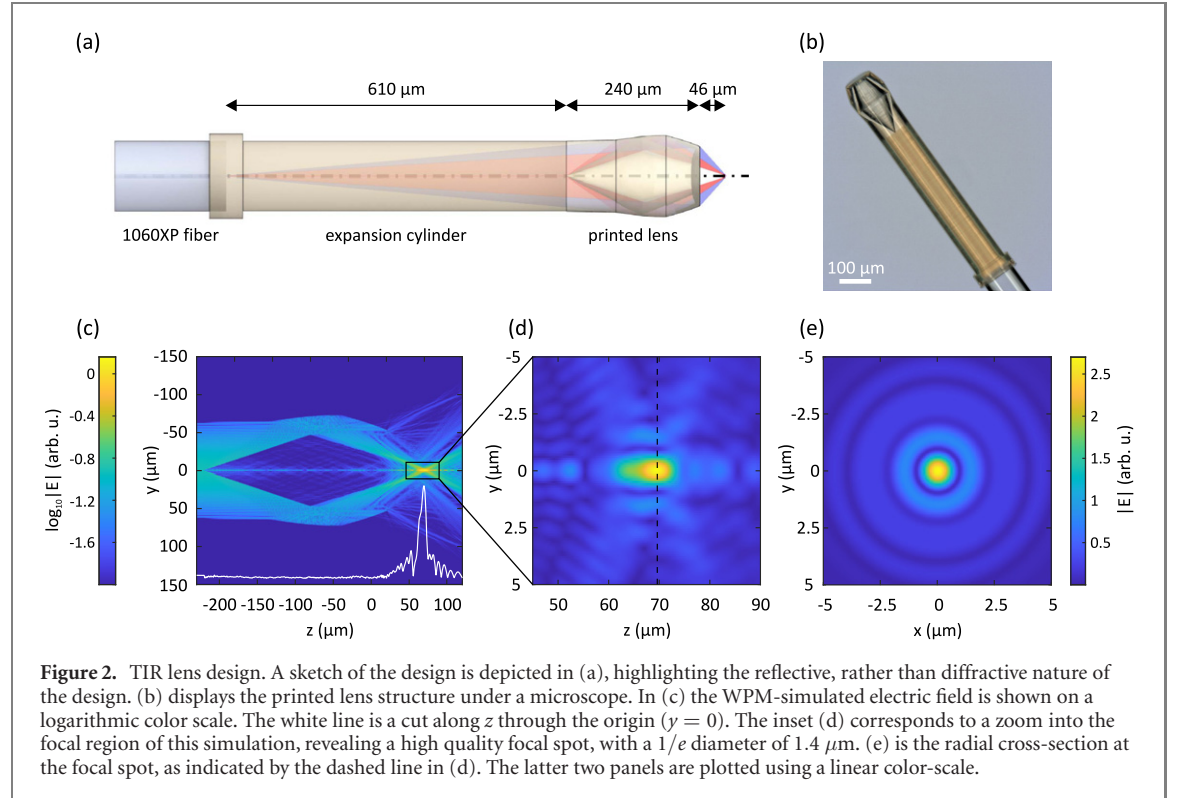 (a)
(b)
610 μm
240 μm
46 μm
1060XP fiber
expansion cylinder
printed lens
100 μm
(c)
(d)
(e)
log₁₀|E| (arb. u.)
0
-0.4
-0.8
-1.2
-1.6
y (μm)
-150
-100
-50
0
50
100
150
-200 -150 -100 -50 0 50 100
z (μm)
y (μm)
-5
-2.5
0
2.5
5
50 60 70 80 90
z (μm)
y (μm)
-5
-2.5
0
2.5
5
-5 -2.5 0 2.5 5
x (μm)
2.5
2
1.5
1
0.5
|E| (arb. u.)
Figure 2. TIR lens design. A sketch of the design is depicted in (a), highlighting the reflective, rather than diffractive nature of
the design. (b) displays the printed lens structure under a microscope. In (c) the WPM-simulated electric field is shown on a
logarithmic color scale. The white line is a cut along z through the origin (y = 0). The inset (d) corresponds to a zoom into the
focal region of this simulation, revealing a high quality focal spot, with a 1/e diameter of 1.4 μm. (e) is the radial cross-section at
the focal spot, as indicated by the dashed line in (d). The latter two panels are plotted using a linear color-scale.